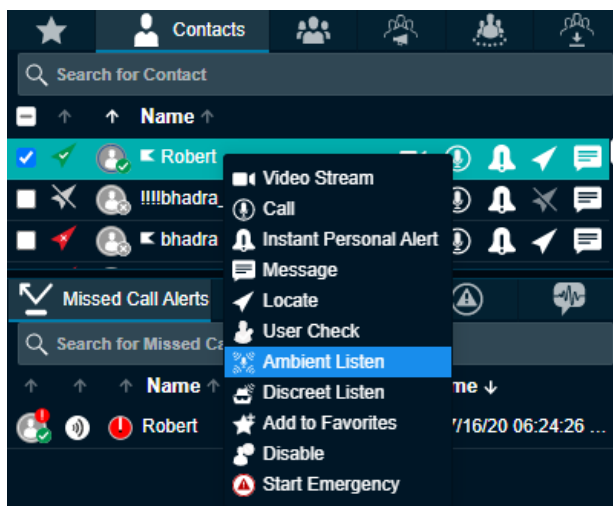 Contacts
Search for Contact
Name
Robert
!!!!bhadra_
bhadra
Video Stream
Call
Instant Personal Alert
Message
Locate
User Check
Ambient Listen
Discreet Listen
Add to Favorites
Disable
Start Emergency
Missed Call Alerts
Search for Missed Ca
Name
me
Robert
7/16/20 06:24:26 ...